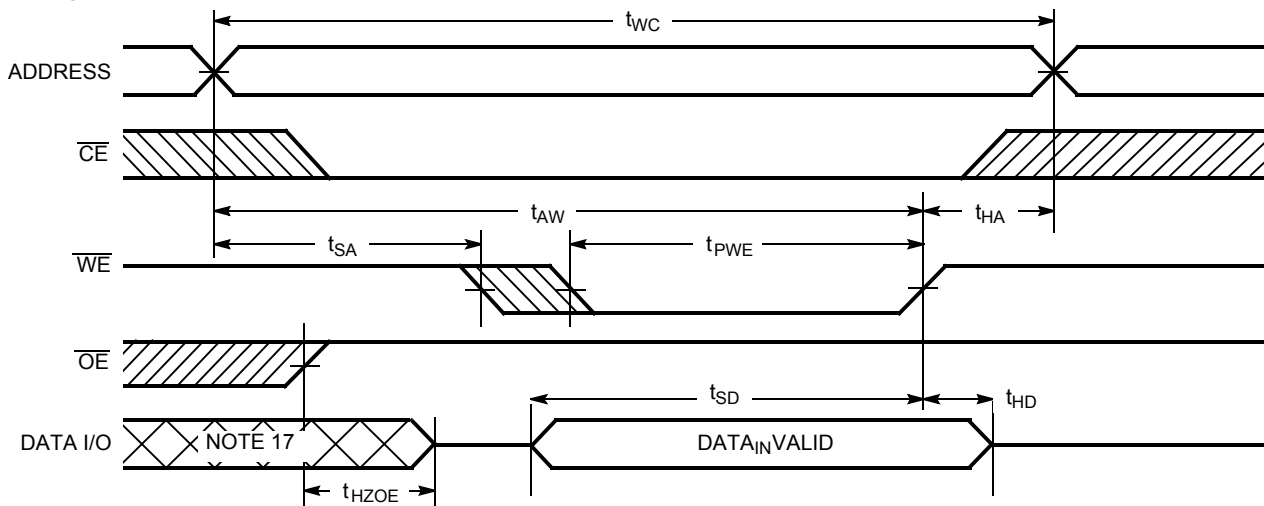 tWC
ADDRESS
CE
tAW
tHA
tSA
tPWE
WE
OE
tSD
tHD
DATA I/O
NOTE 17
DATAINVALID
tHZOE